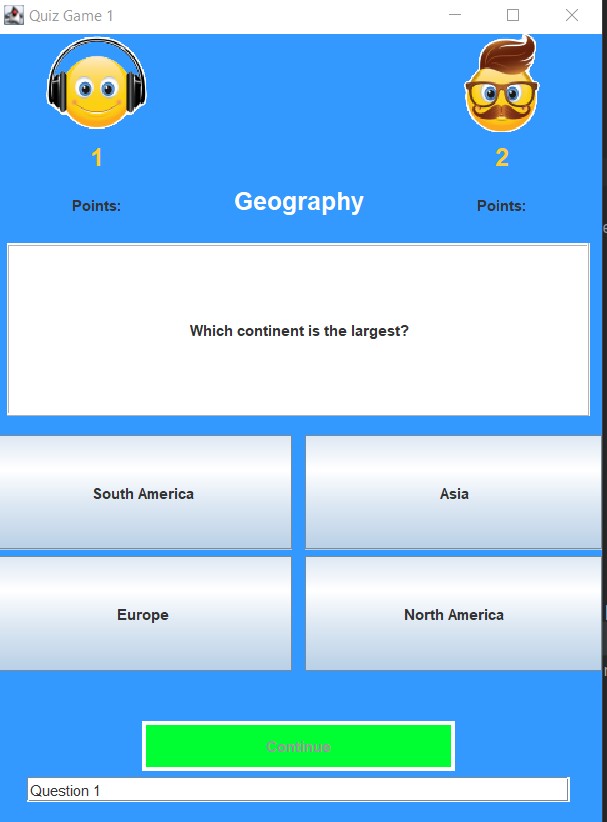 Quiz Game 1
1
2
Points:
Geography
Points:
Which continent is the largest?
South America
Asia
Europe
North America
Continue
Question 1